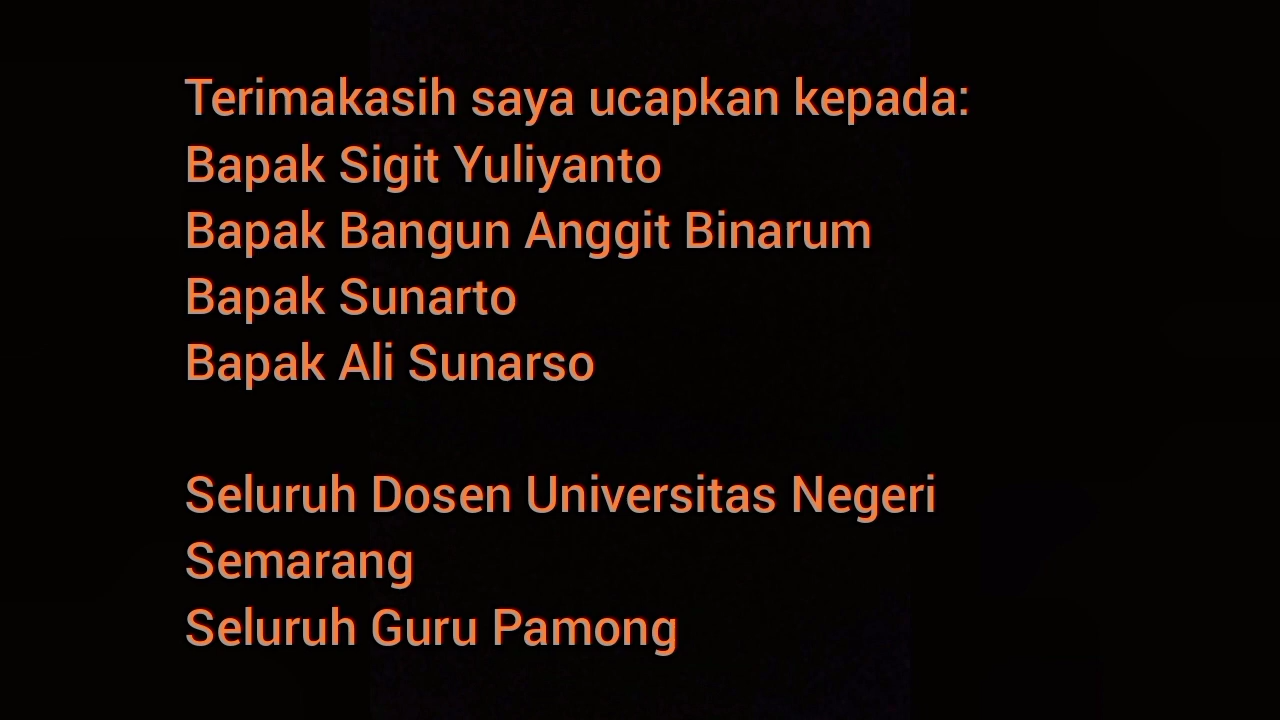 Terimakasih saya ucapkan kepada:
Bapak Sigit Yuliyanto
Bapak Bangun Anggit Binarum
Bapak Sunarto
Bapak Ali Sunarso
Seluruh Dosen Universitas Negeri
Semarang
Seluruh Guru Pamong